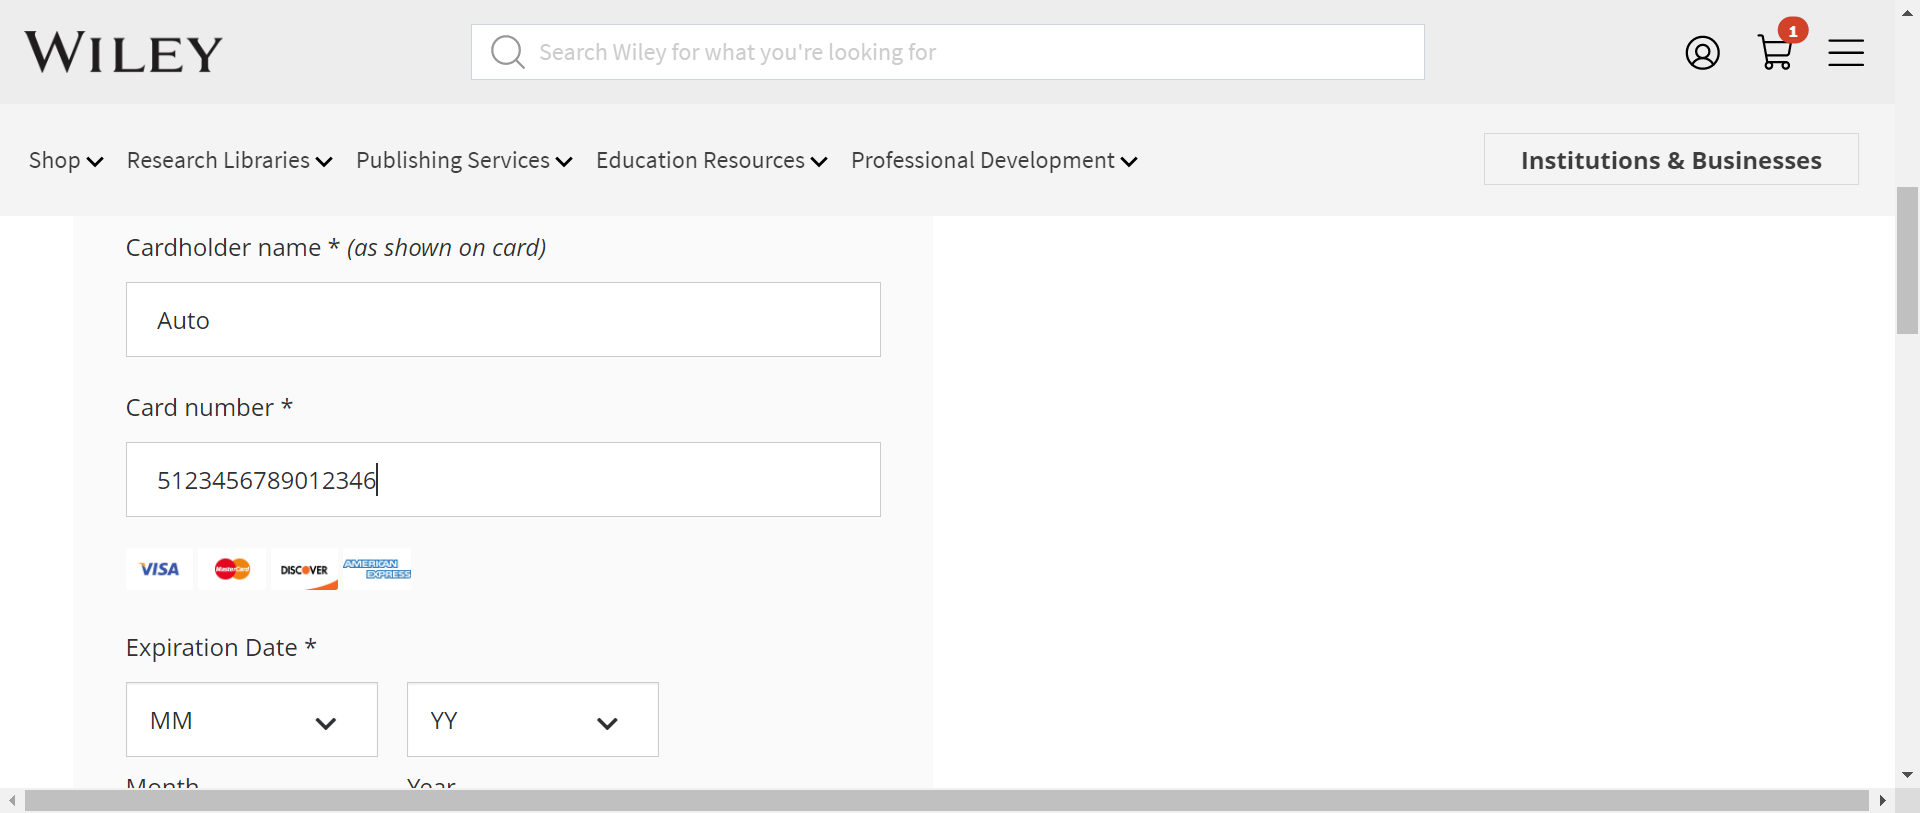 WILEY
Search Wiley for what you're looking for
1
Shop Research Libraries Publishing Services Education Resources Professional Development Institutions & Businesses
Cardholder name * (as shown on card)
Auto
Card number *
5123456789012346
VISA MasterCard DISCOVER AMERICAN EXPRESS
Expiration Date *
MM YY
Month Year